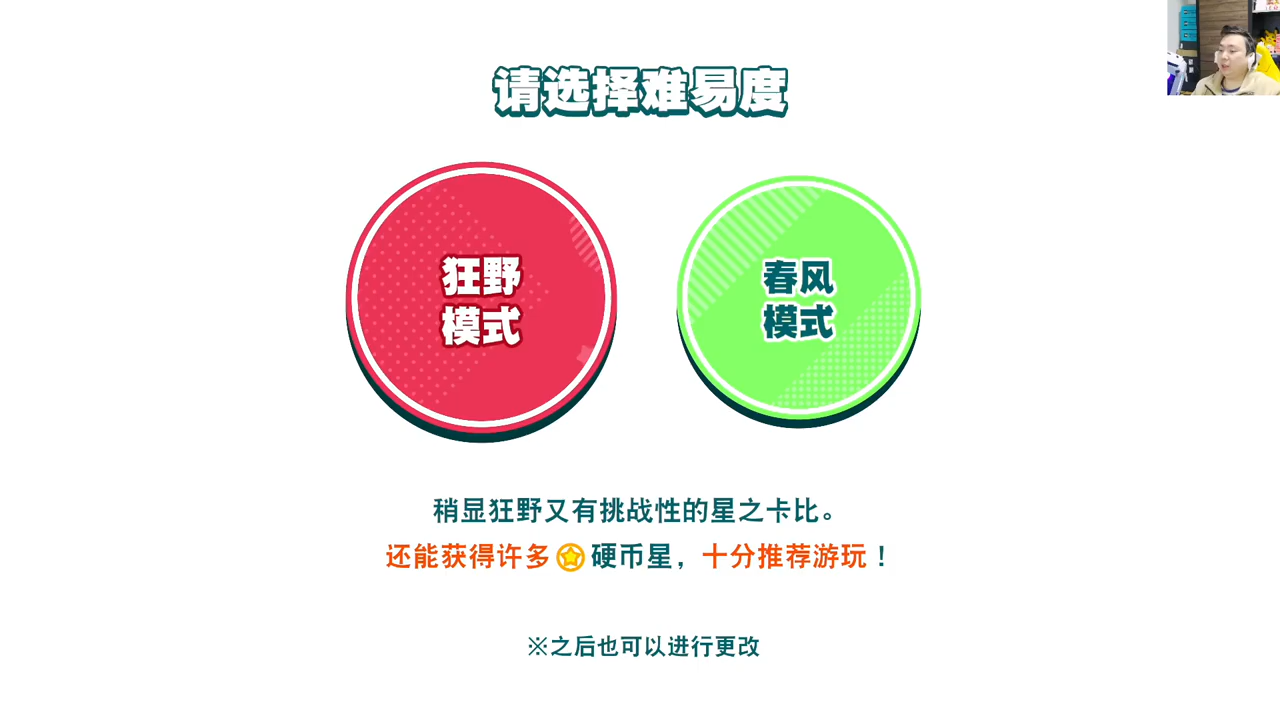 请选择难易度
狂野
模式
春风
模式
稍显狂野又有挑战性的星之卡比。
还能获得许多硬币星，十分推荐游玩！
※之后也可以进行更改